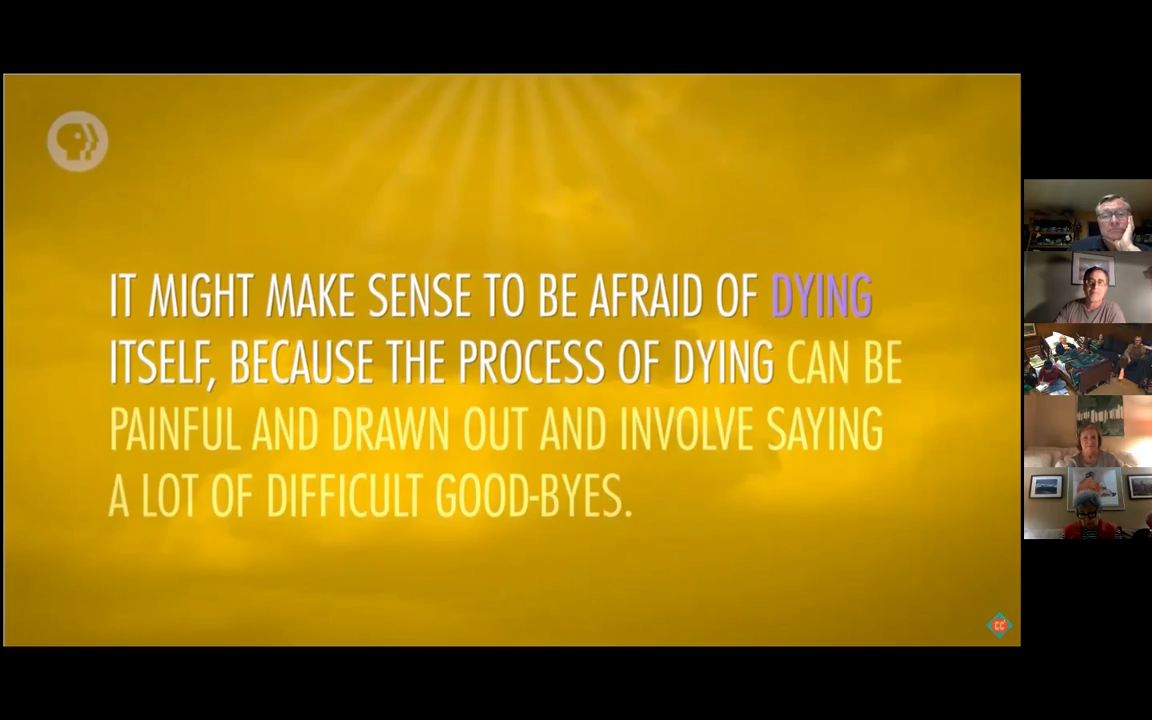 IT MIGHT MAKE SENSE TO BE AFRAID OF DYING
ITSELF, BECAUSE THE PROCESS OF DYING CAN BE
PAINFUL AND DRAWN OUT AND INVOLVE SAYING
A LOT OF DIFFICULT GOOD-BYES.
CC